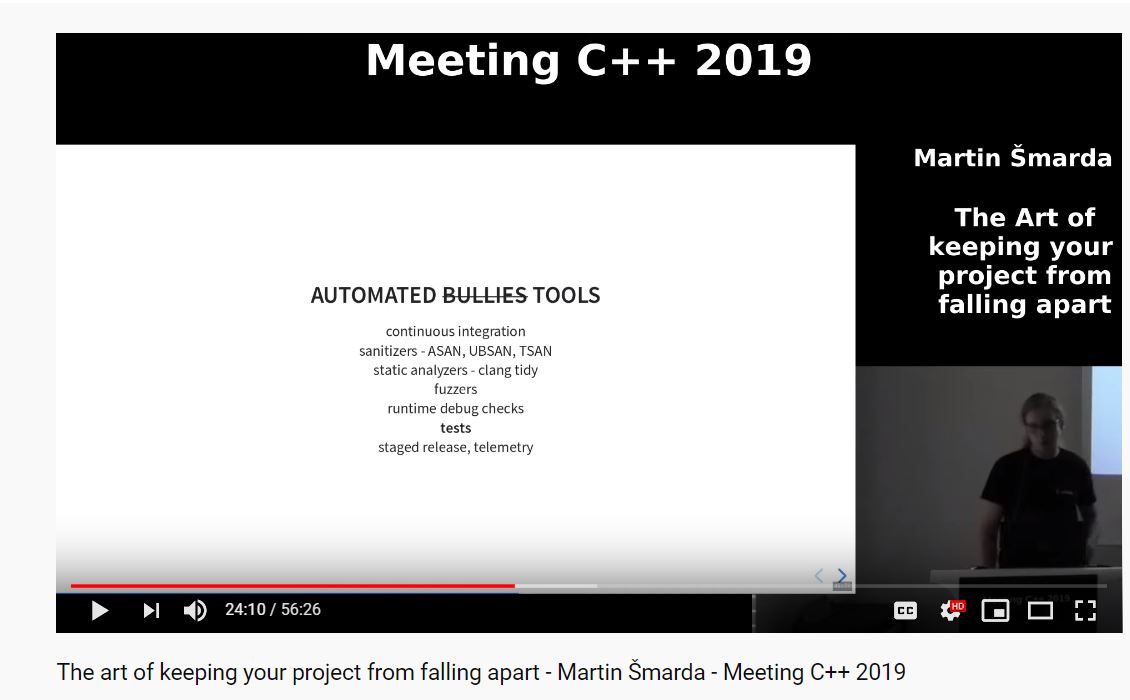 Meeting C++ 2019
Martin Šmarda
The Art of
keeping your
project from
falling apart
AUTOMATED BULLIES TOOLS
continuous integration
sanitizers - ASAN, UBSAN, TSAN
static analyzers - clang tidy
fuzzers
runtime debug checks
tests
staged release, telemetry
24:10 / 56:26
CC
HD
The art of keeping your project from falling apart - Martin Šmarda - Meeting C++ 2019